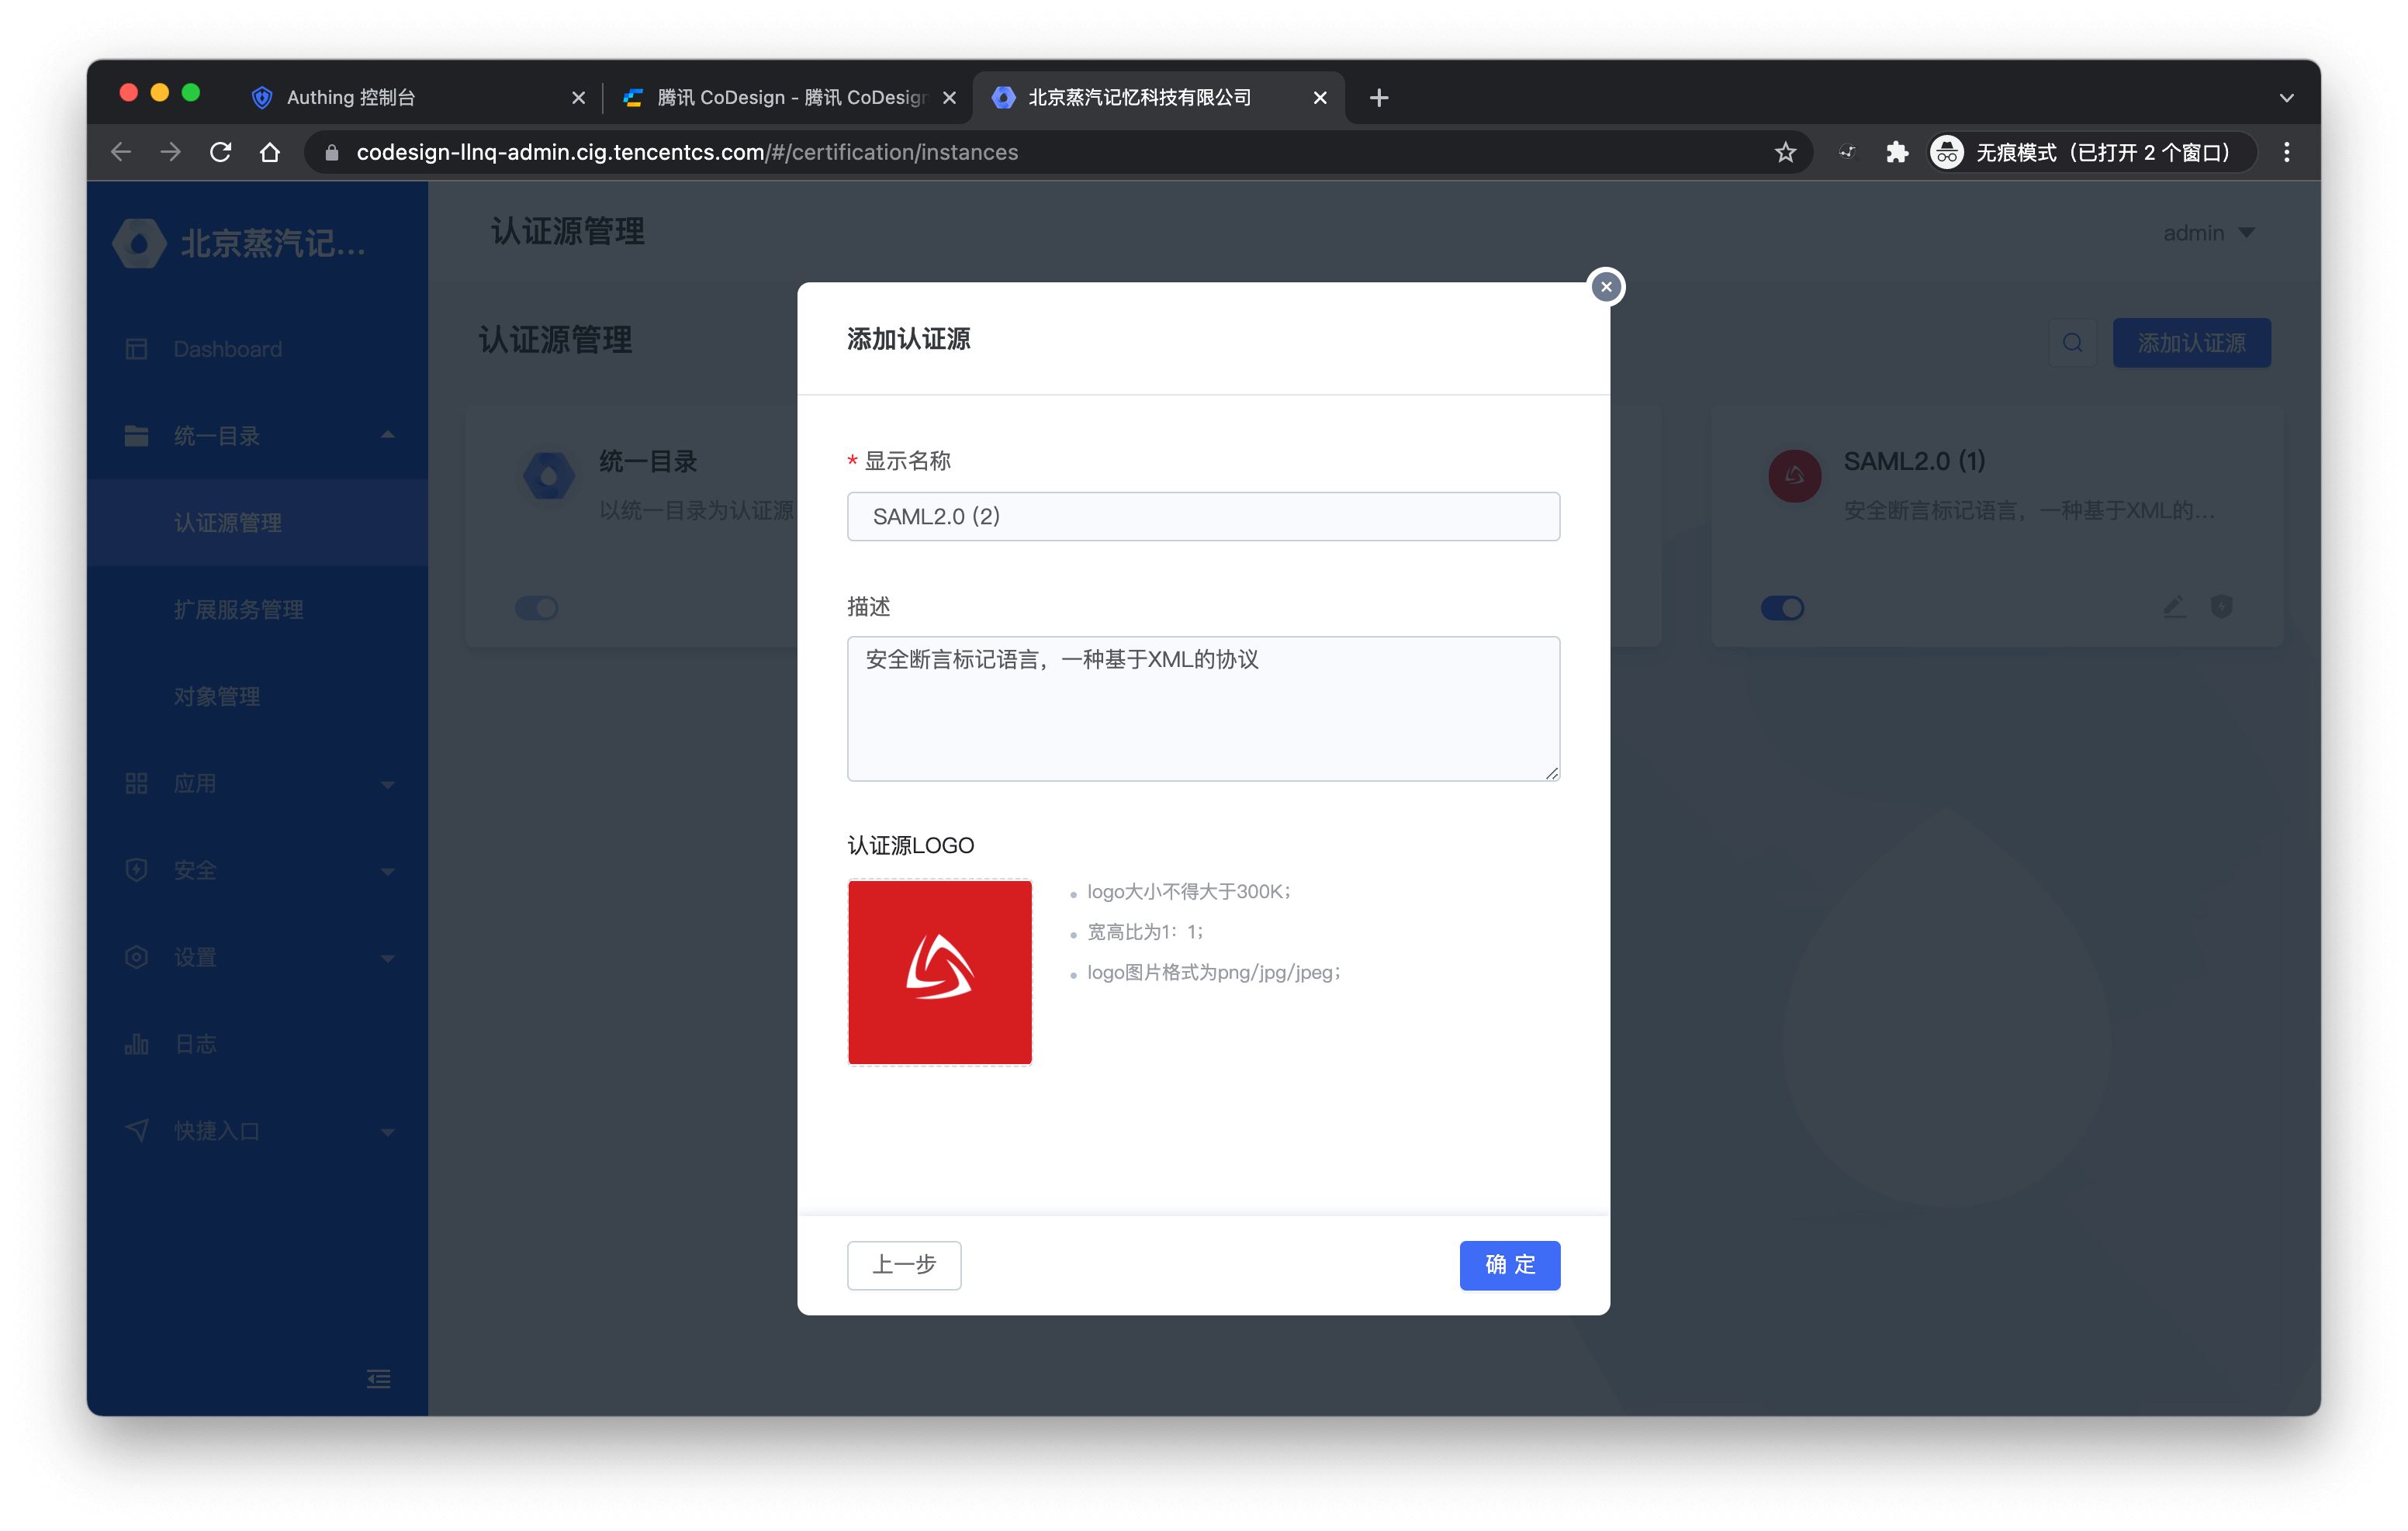 Authing 控制台
腾讯 CoDesign - 腾讯 CoDesign
北京蒸汽记忆科技有限公司
codesign-llnq-admin.cig.tencentcs.com/#/certification/instances
无痕模式（已打开 2 个窗口）
北京蒸汽记...
认证源管理
admin
Dashboard
统一目录
认证源管理
扩展服务管理
对象管理
应用
安全
设置
日志
快捷入口
认证源管理
添加认证源
统一目录
以统一目录为认证源
SAML2.0 (1)
安全断言标记语言，一种基于XML的...
添加认证源
* 显示名称
SAML2.0 (2)
描述
安全断言标记语言，一种基于XML的协议
认证源LOGO
logo大小不得大于300K；
宽高比为1：1；
logo图片格式为png/jpg/jpeg；
上一步
确 定